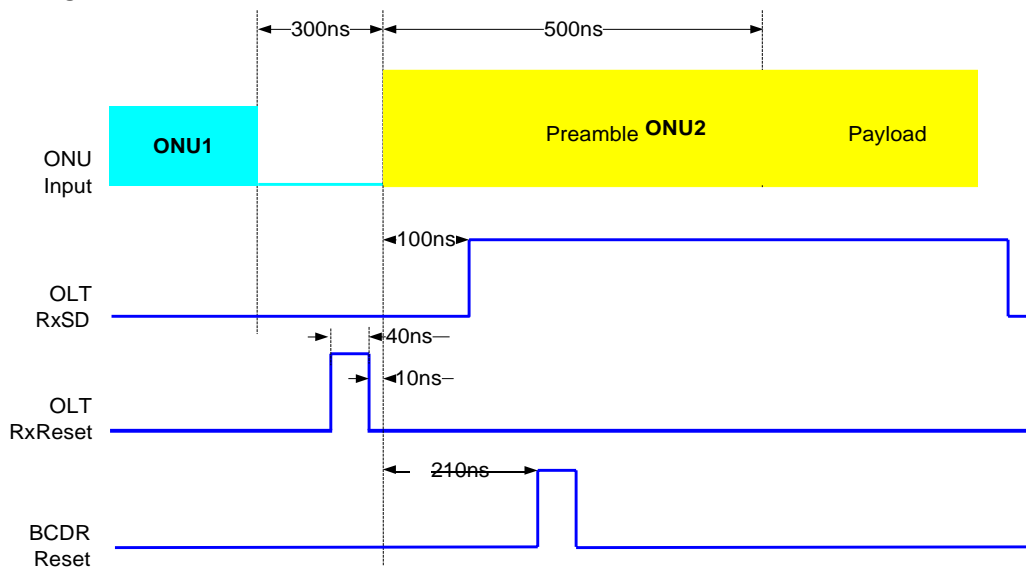 300ns
500ns
ONU1
Preamble ONU2
Payload
ONU
Input
100ns
OLT
RxSD
40ns
10ns
OLT
RxReset
210ns
BCDR
Reset